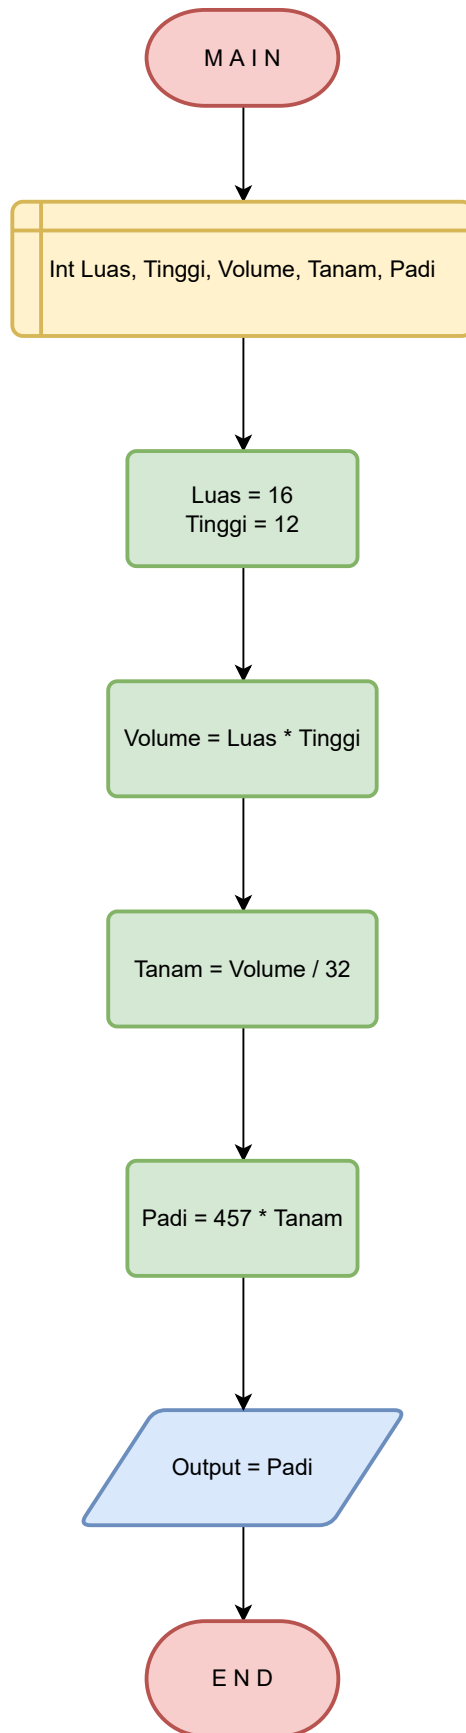 M A I N
Int Luas, Tinggi, Volume, Tanam, Padi
Luas = 16
Tinggi = 12
Volume = Luas * Tinggi
Tanam = Volume / 32
Padi = 457 * Tanam
Output = Padi
E N D